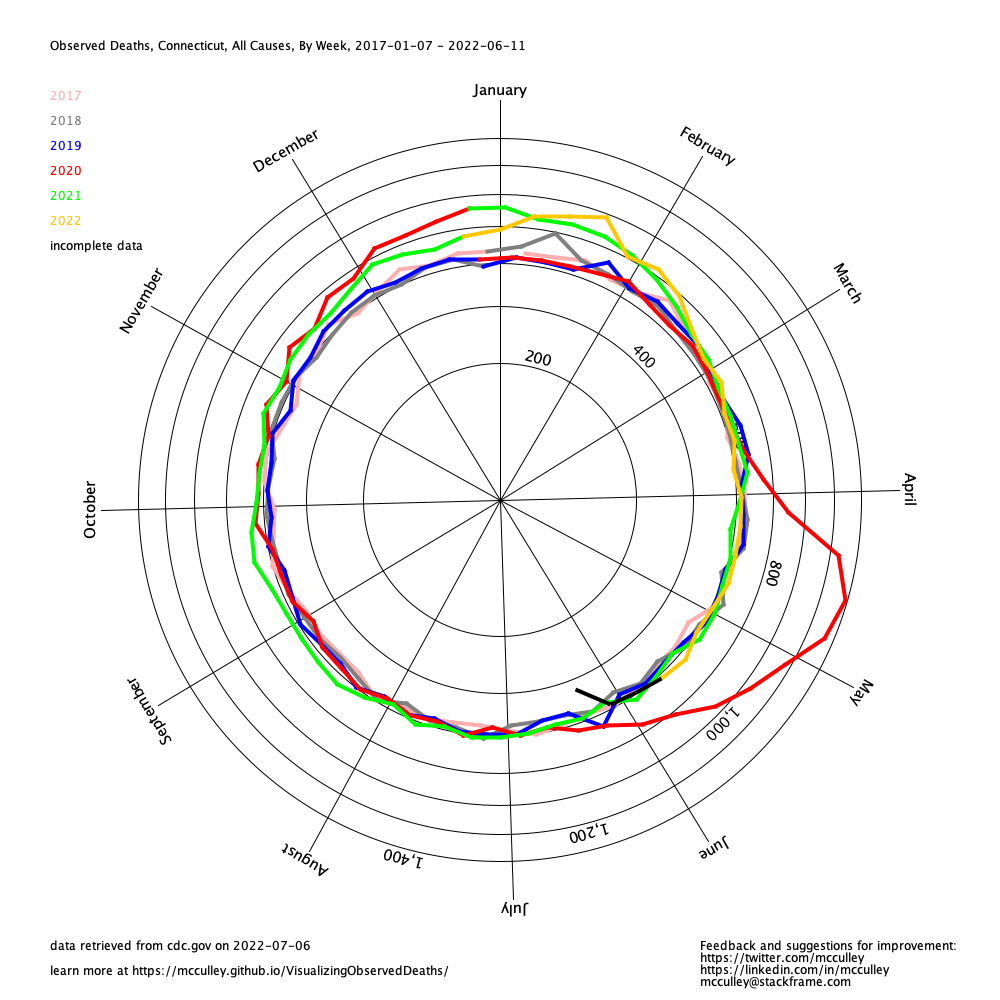 Observed Deaths, Connecticut, All Causes, By Week, 2017-01-07 - 2022-06-11
January
2017
2018
2019
2020
2021
2022
incomplete data
December
February
November
March
200
400
October
April
800
September
May
1,000
1,200
1,400
August
June
July
data retrieved from cdc.gov on 2022-07-06
learn more at https://mcculley.github.io/VisualizingObservedDeaths/
Feedback and suggestions for improvement:
https://twitter.com/mcculley
https://linkedin.com/in/mcculley
mcculley@stackframe.com